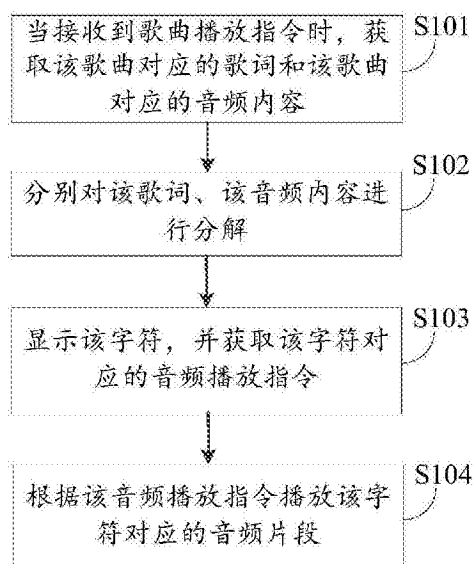 当接收到歌曲播放指令时，获
取该歌曲对应的歌词和该歌曲
对应的音频内容
S101
分别对该歌词、该音频内容进
行分解
S102
显示该字符，并获取该字符对
应的音频播放指令
S103
根据该音频播放指令播放该字
符对应的音频片段
S104